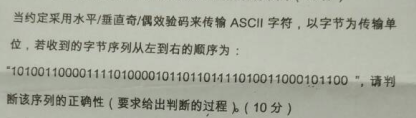 当约定采用水平/垂直奇/偶效验码来传输 ASCII 字符，以字节为传输单
位，若收到的字节序列从左到右的顺序为：
“1010011000011110100001011011011110100110001011​00 ”，请判
断该序列的正确性（要求给出判断的过程）。（10 分）